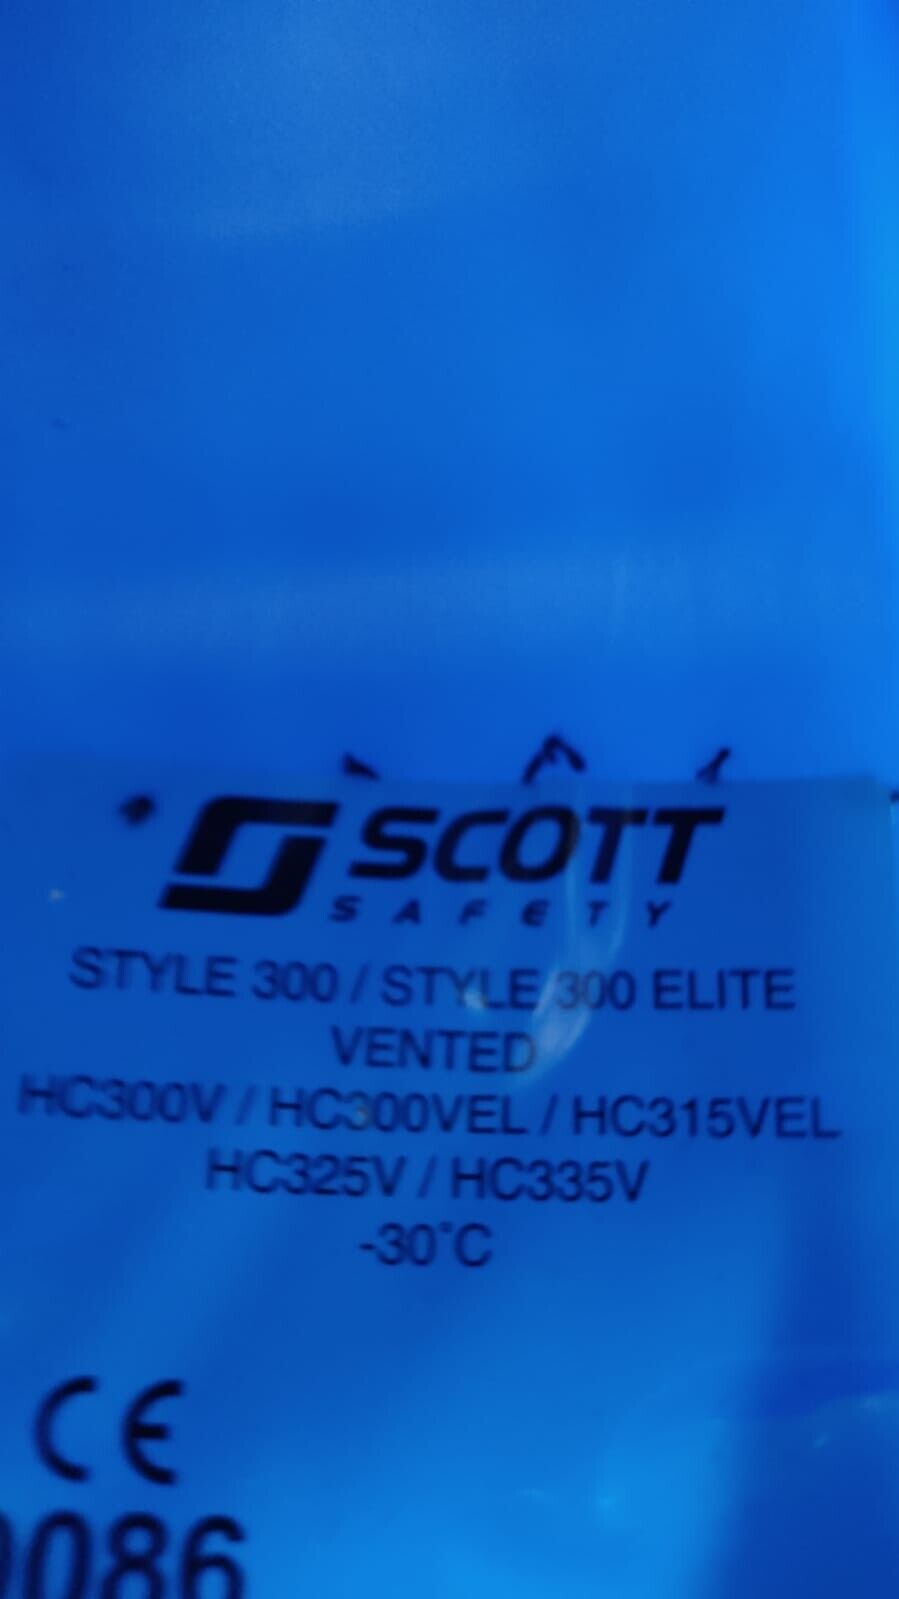 SCOTT
SAFETY
STYLE 300 / STYLE 300 ELITE
VENTED
HC300V / HC300VEL / HC315VEL
HC325V / HC335V
-30°C
CE
0086